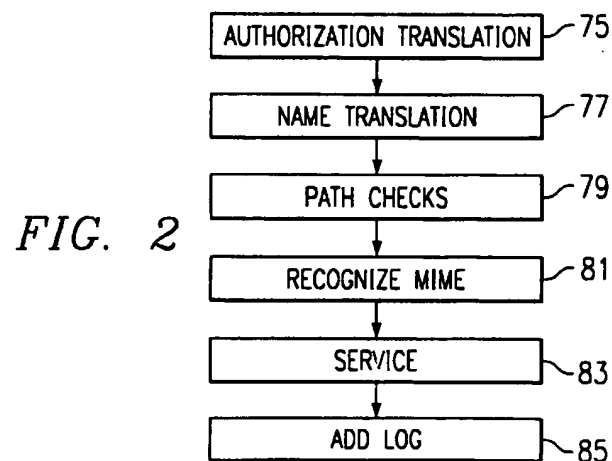 AUTHORIZATION TRANSLATION 75
NAME TRANSLATION 77
PATH CHECKS 79
FIG. 2
RECOGNIZE MIME 81
SERVICE 83
ADD LOG 85